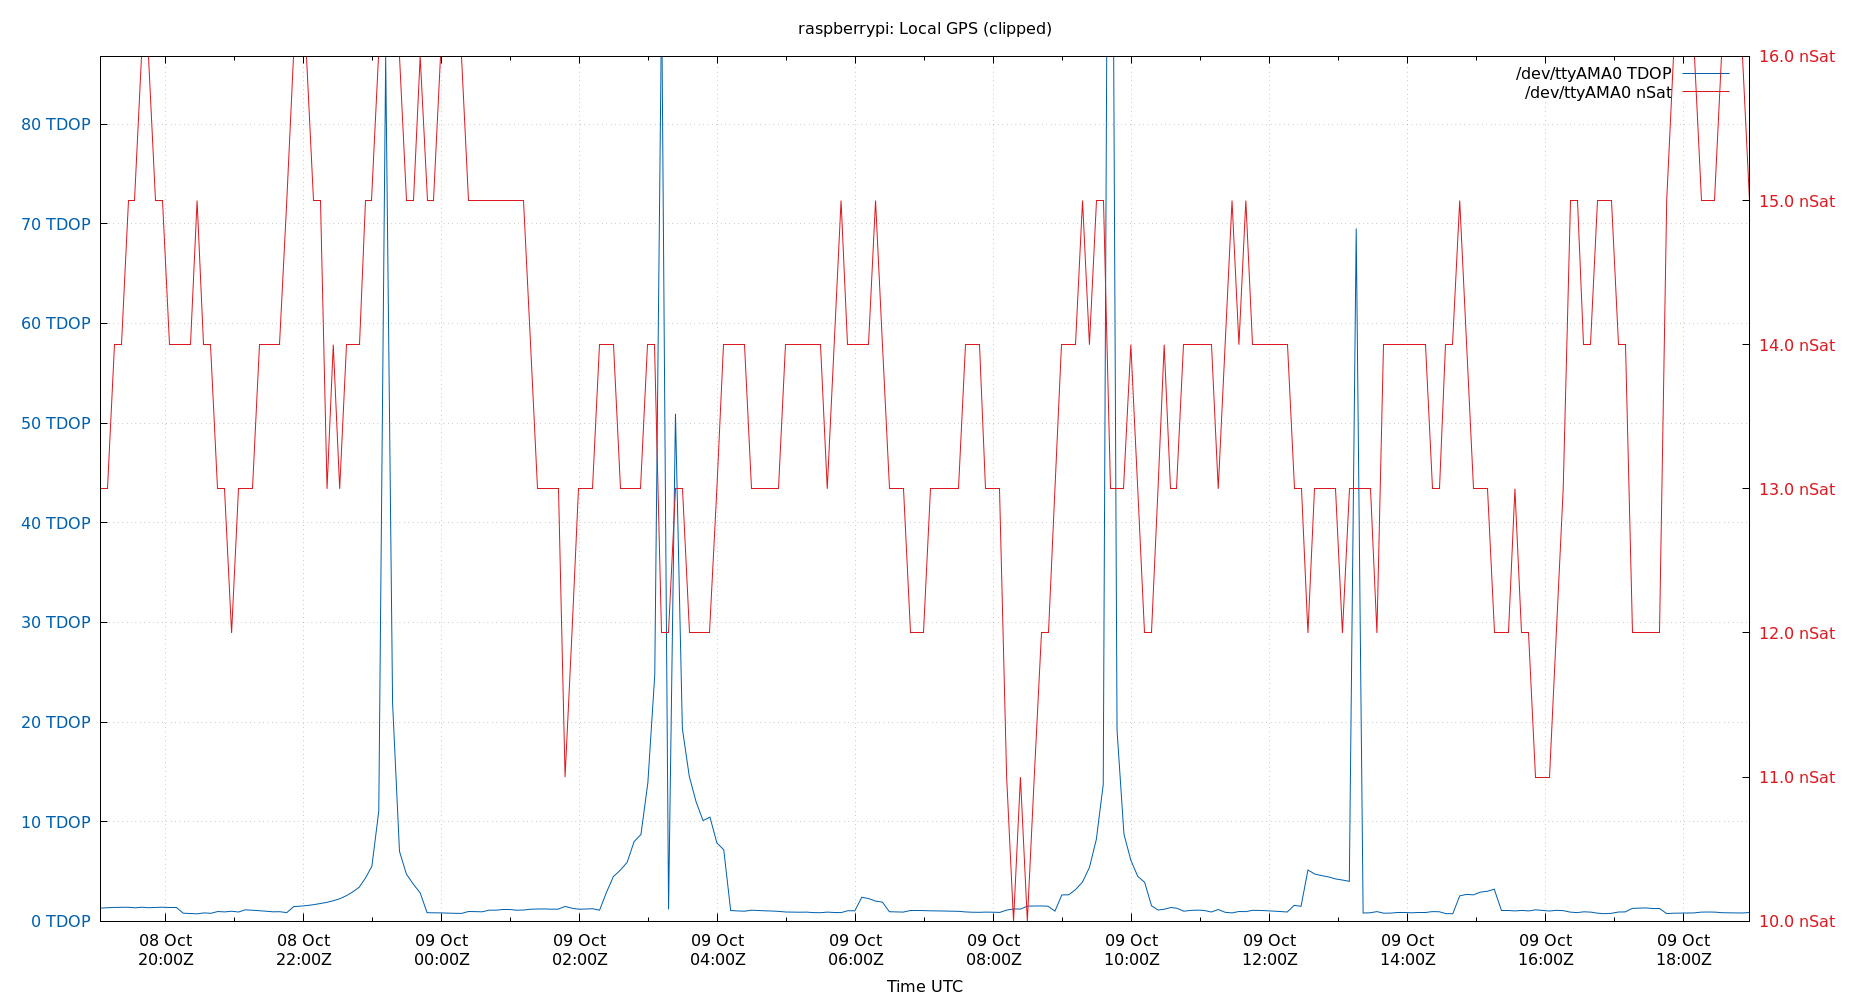 raspberrypi: Local GPS (clipped)
16.0 nSat
/dev/ttyAMA0 TDOP
/dev/ttyAMA0 nSat
80 TDOP
15.0 nSat
70 TDOP
60 TDOP
14.0 nSat
50 TDOP
13.0 nSat
40 TDOP
30 TDOP
12.0 nSat
20 TDOP
11.0 nSat
10 TDOP
0 TDOP
10.0 nSat
08 Oct 08 Oct 09 Oct 09 Oct 09 Oct 09 Oct 09 Oct 09 Oct 09 Oct 09 Oct 09 Oct 09 Oct
20:00Z 22:00Z 00:00Z 02:00Z 04:00Z 06:00Z 08:00Z 10:00Z 12:00Z 14:00Z 16:00Z 18:00Z
Time UTC